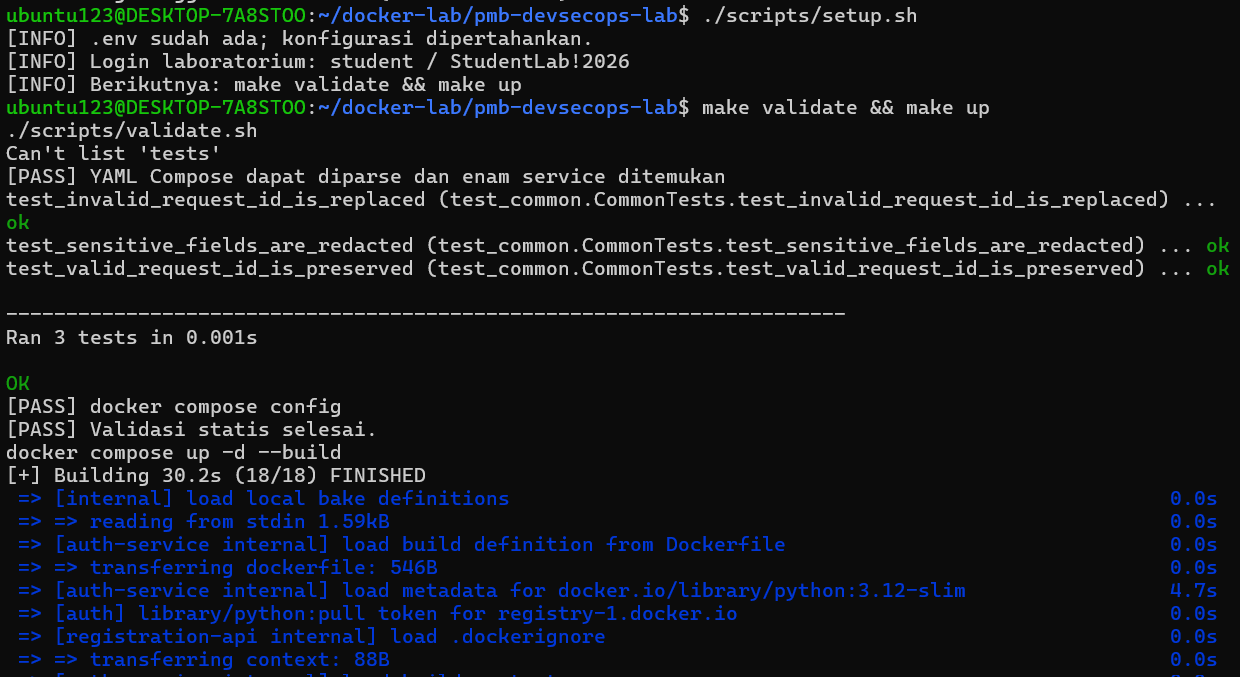 ubuntu123@DESKTOP-7A8STOO:~/docker-lab/pmb-devsecops-lab$ ./scripts/setup.sh
[INFO] .env sudah ada; konfigurasi dipertahankan.
[INFO] Login laboratorium: student / StudentLab!2026
[INFO] Berikutnya: make validate && make up
ubuntu123@DESKTOP-7A8STOO:~/docker-lab/pmb-devsecops-lab$ make validate && make up
./scripts/validate.sh
Can't list 'tests'
[PASS] YAML Compose dapat diparse dan enam service ditemukan
test_invalid_request_id_is_replaced (test_common.CommonTests.test_invalid_request_id_is_replaced) ...
ok
test_sensitive_fields_are_redacted (test_common.CommonTests.test_sensitive_fields_are_redacted) ... ok
test_valid_request_id_is_preserved (test_common.CommonTests.test_valid_request_id_is_preserved) ... ok
----------------------------------------------------------------------
Ran 3 tests in 0.001s
OK
[PASS] docker compose config
[PASS] Validasi statis selesai.
docker compose up -d --build
[+] Building 30.2s (18/18) FINISHED
=> [internal] load local bake definitions 0.0s
=> => reading from stdin 1.59kB 0.0s
=> [auth-service internal] load build definition from Dockerfile 0.0s
=> => transferring dockerfile: 546B 0.0s
=> [auth-service internal] load metadata for docker.io/library/python:3.12-slim 4.7s
=> [auth] library/python:pull token for registry-1.docker.io 0.0s
=> [registration-api internal] load .dockerignore 0.0s
=> => transferring context: 88B 0.0s